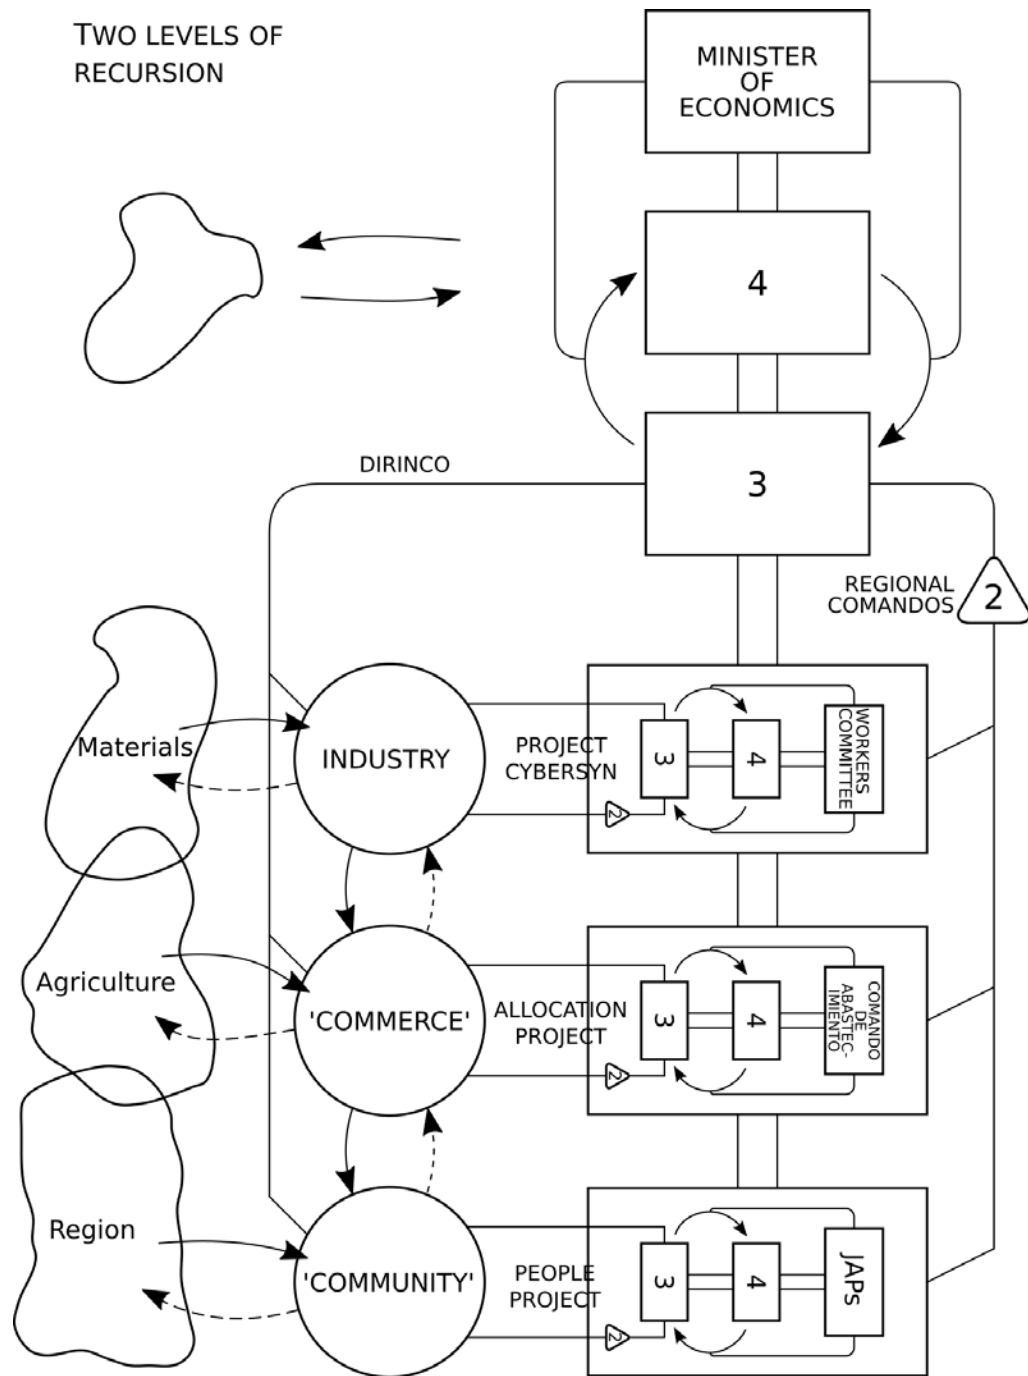 TWO LEVELS OF
RECURSION
MINISTER
OF
ECONOMICS
4
3
DIRINCO
REGIONAL
COMANDOS
2
Materials
INDUSTRY
PROJECT
CYBERSYN
2
3
4
WORKERS
COMMITTEE
Agriculture
'COMMERCE'
ALLOCATION
PROJECT
2
3
4
COMANDO
DE
ABASTEC-
IMIENTO
Region
'COMMUNITY'
PEOPLE
PROJECT
2
3
4
JAPs